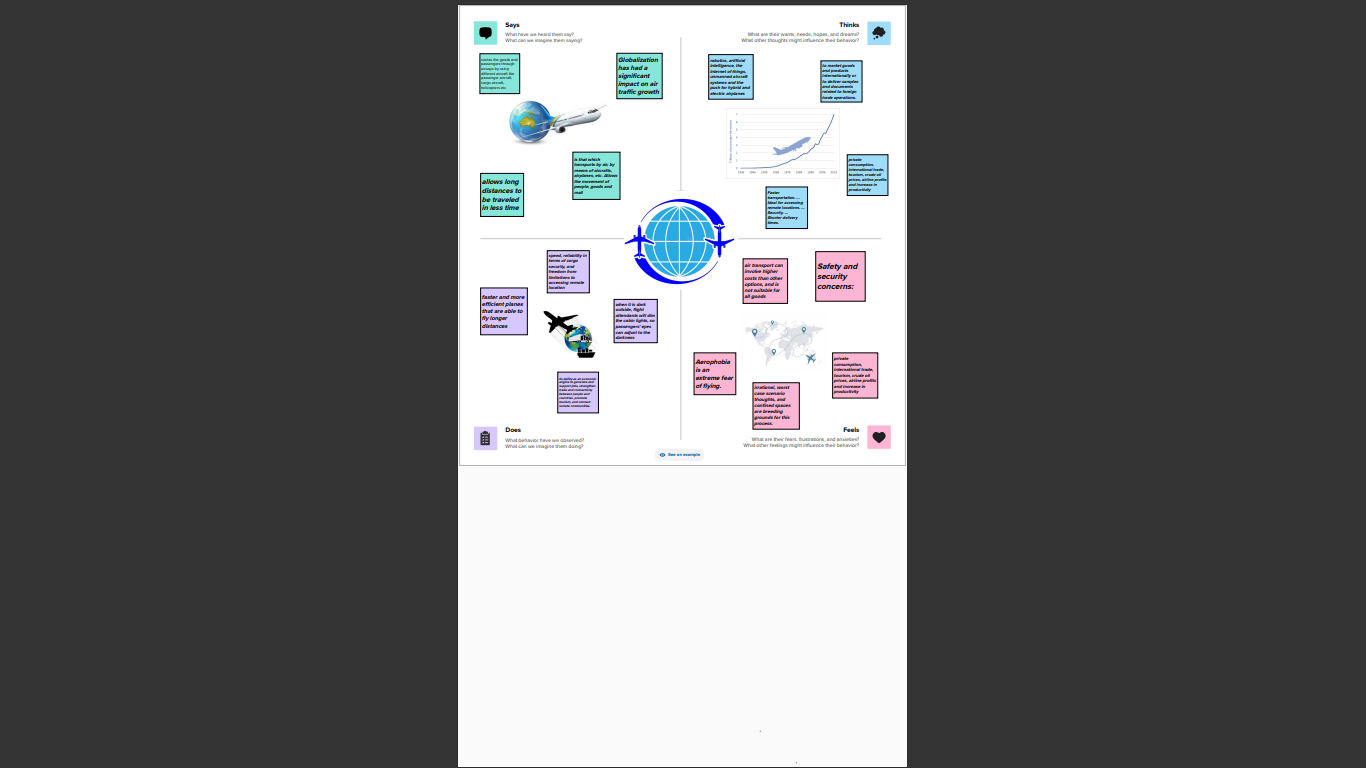 Says
What have we heard them say?
What can we imagine them saying?
Thinks
What are their wants, needs, hopes, and dreams?
What other thoughts might influence their behavior?
carries the goods and
passengers through
airways by using
different aircraft like
passenger aircraft,
cargo aircraft,
helicopters etc
Globalization
has had a
significant
impact on air
traffic growth
is that which
transports by air, by
means of aircrafts,
airplanes, etc. Allows
the movement of
people, goods and
mail
allows long
distances to
be traveled
in less time
robotics, artificial
intelligence, the
internet of things,
unmanned aircraft
systems and the
push for hybrid and
electric airplanes
to market goods
and products
internationally or
to deliver samples
and documents
related to foreign
trade operations.
private
consumption,
international trade,
tourism, crude oil
prices, airline profits
and increase in
productivity
Faster
transportation. ...
Ideal for accessing
remote locations. ...
Security. ...
Shorter delivery
times.
speed, reliability in
terms of cargo
security, and
freedom from
limitations to
accessing remote
location
faster and more
efficient planes
that are able to
fly longer
distances
when it is dark
outside, flight
attendants will dim
the cabin lights, so
passengers' eyes
can adjust to the
darkness
air transport can
involve higher
costs than other
options, and is
not suitable for
all goods
Safety and
security
concerns:
Aerophobia
is an
extreme fear
of flying.
irrational, worst
case scenario
thoughts, and
confined spaces
are breeding
grounds for this
process.
private
consumption,
international trade,
tourism, crude oil
prices, airline profits
and increase in
productivity
Does
What behavior have we observed?
What can we imagine them doing?
Feels
What are their fears, frustrations, and anxieties?
What other feelings might influence their behavior?
See an example